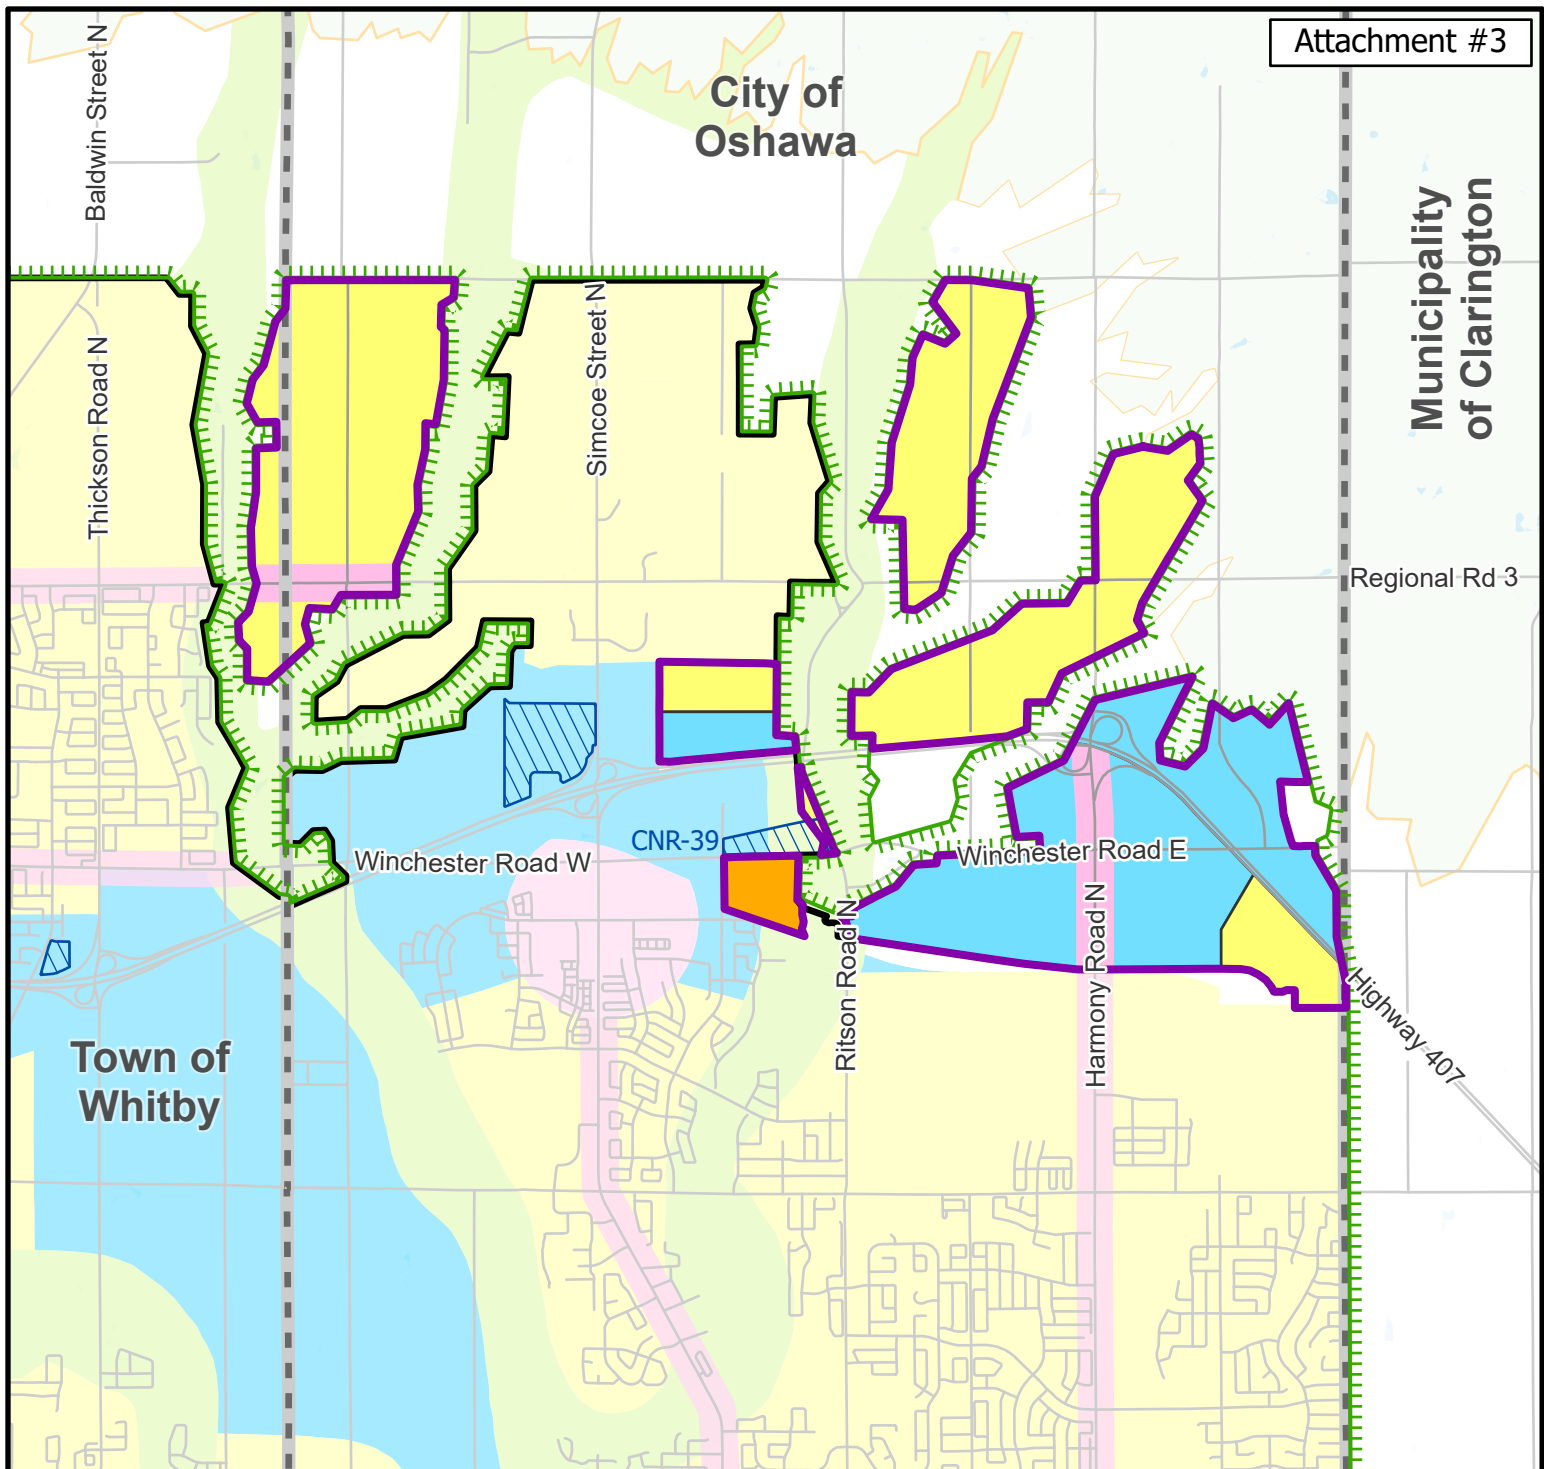 Attachment #3
City of
Oshawa
Baldwin Street N
Municipality
of Clarington
Simcoe Street N
Thickson Road N
Regional Rd 3
CNR-39
Winchester Road W
Winchester Road E
Ritson Road N
Harmony Road N
Highway 407
Town of
Whitby